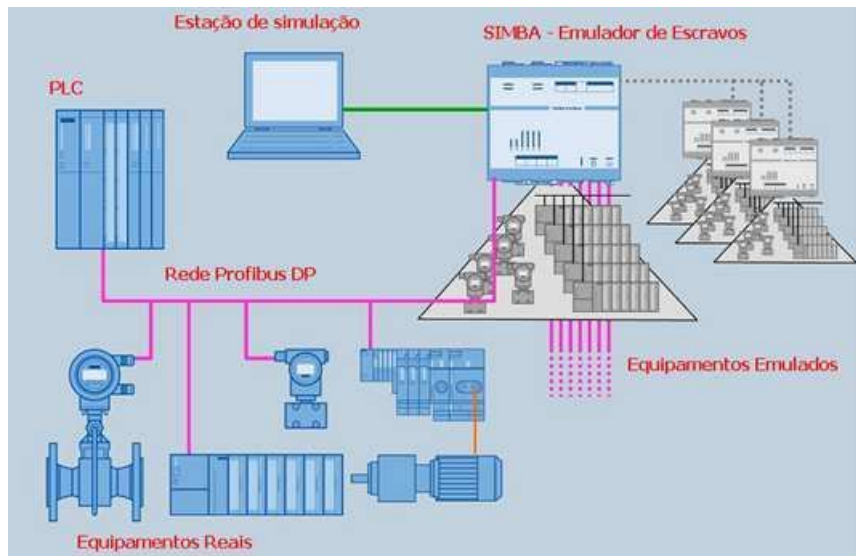 Estação de simulação
SIMBA - Emulador de Escravos
PLC
Rede Profibus DP
Equipamentos Emulados
Equipamentos Reais